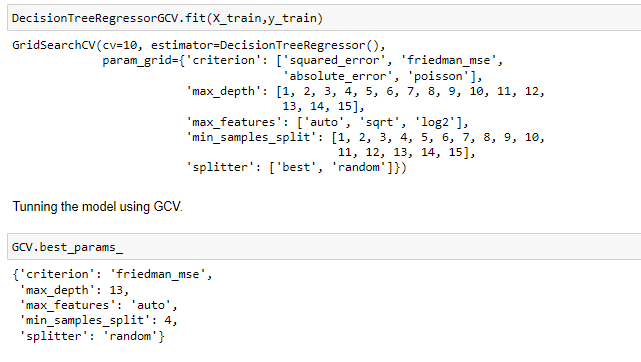 DecisionTreeRegressorGCV.fit(X_train,y_train)
GridSearchCV(cv=10, estimator=DecisionTreeRegressor(),
             param_grid={'criterion': ['squared_error', 'friedman_mse',
                                       'absolute_error', 'poisson'],
                         'max_depth': [1, 2, 3, 4, 5, 6, 7, 8, 9, 10, 11, 12,
                                       13, 14, 15],
                         'max_features': ['auto', 'sqrt', 'log2'],
                         'min_samples_split': [1, 2, 3, 4, 5, 6, 7, 8, 9, 10,
                                               11, 12, 13, 14, 15],
                         'splitter': ['best', 'random']})
Tunning the model using GCV.
GCV.best_params_
{'criterion': 'friedman_mse',
 'max_depth': 13,
 'max_features': 'auto',
 'min_samples_split': 4,
 'splitter': 'random'}